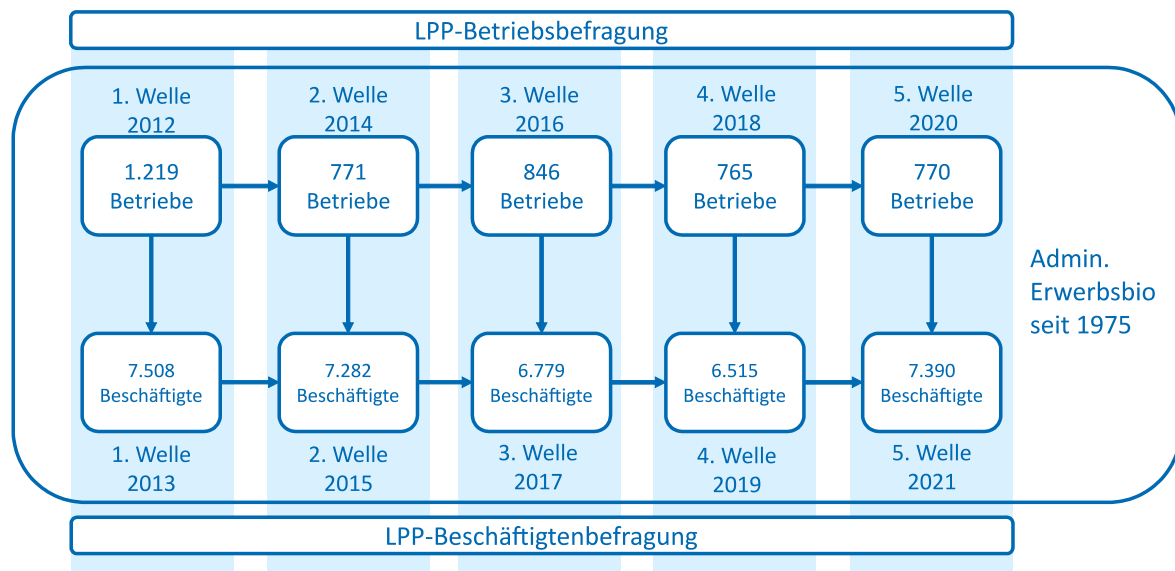 LPP-Betriebsbefragung
1. Welle
2012
2. Welle
2014
3. Welle
2016
4. Welle
2018
5. Welle
2020
1.219
Betriebe
771
Betriebe
846
Betriebe
765
Betriebe
770
Betriebe
Admin.
Erwerbsbio
seit 1975
7.508
Beschäftigte
7.282
Beschäftigte
6.779
Beschäftigte
6.515
Beschäftigte
7.390
Beschäftigte
1. Welle
2013
2. Welle
2015
3. Welle
2017
4. Welle
2019
5. Welle
2021
LPP-Beschäftigtenbefragung